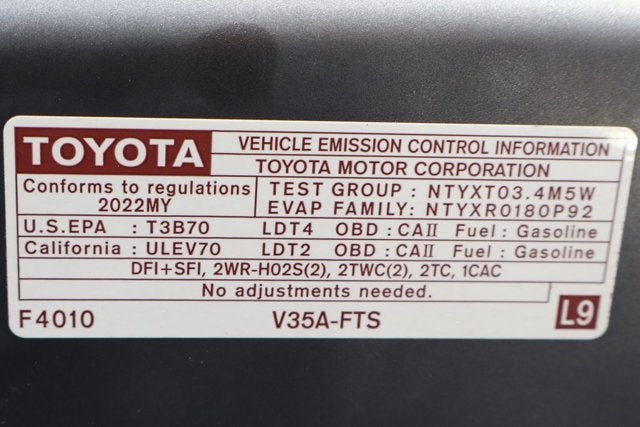 TOYOTA VEHICLE EMISSION CONTROL INFORMATION
TOYOTA MOTOR CORPORATION
Conforms to regulations
2022MY
TEST GROUP : NTYXT03.4M5W
EVAP FAMILY: NTYXR0180P92
U.S.EPA : T3B70 LDT4 OBD : CAII Fuel : Gasoline
California : ULEV70 LDT2 OBD : CAII Fuel : Gasoline
DFI+SFI, 2WR-HO2S(2), 2TWC(2), 2TC, 1CAC
No adjustments needed.
F4010 V35A-FTS L9